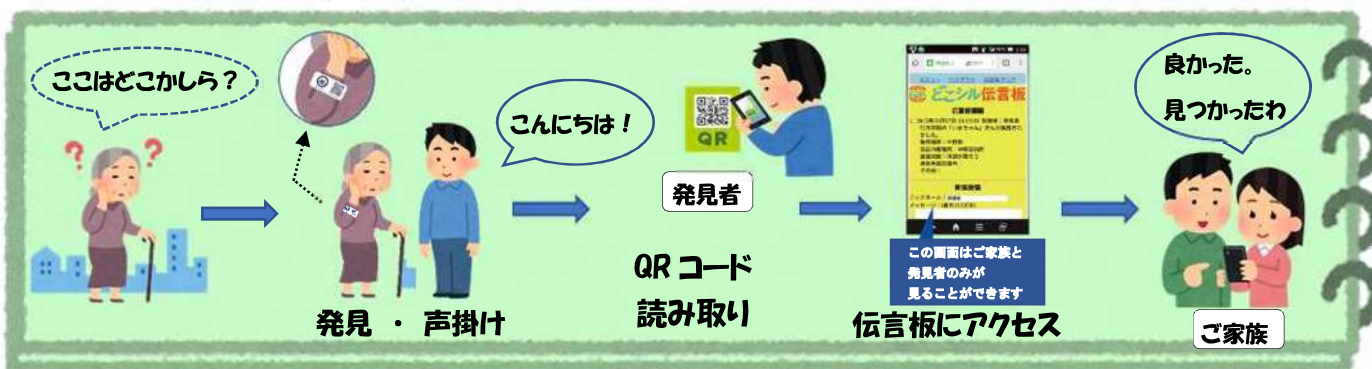 ここはどこかしら？
こんにちは！
QR
発見者
どこシル伝言板
この画面はご家族と
発見者のみが
見ることができます
良かった。
見つかったわ
発見 ・ 声掛け
QRコード
読み取り
伝言板にアクセス
ご家族